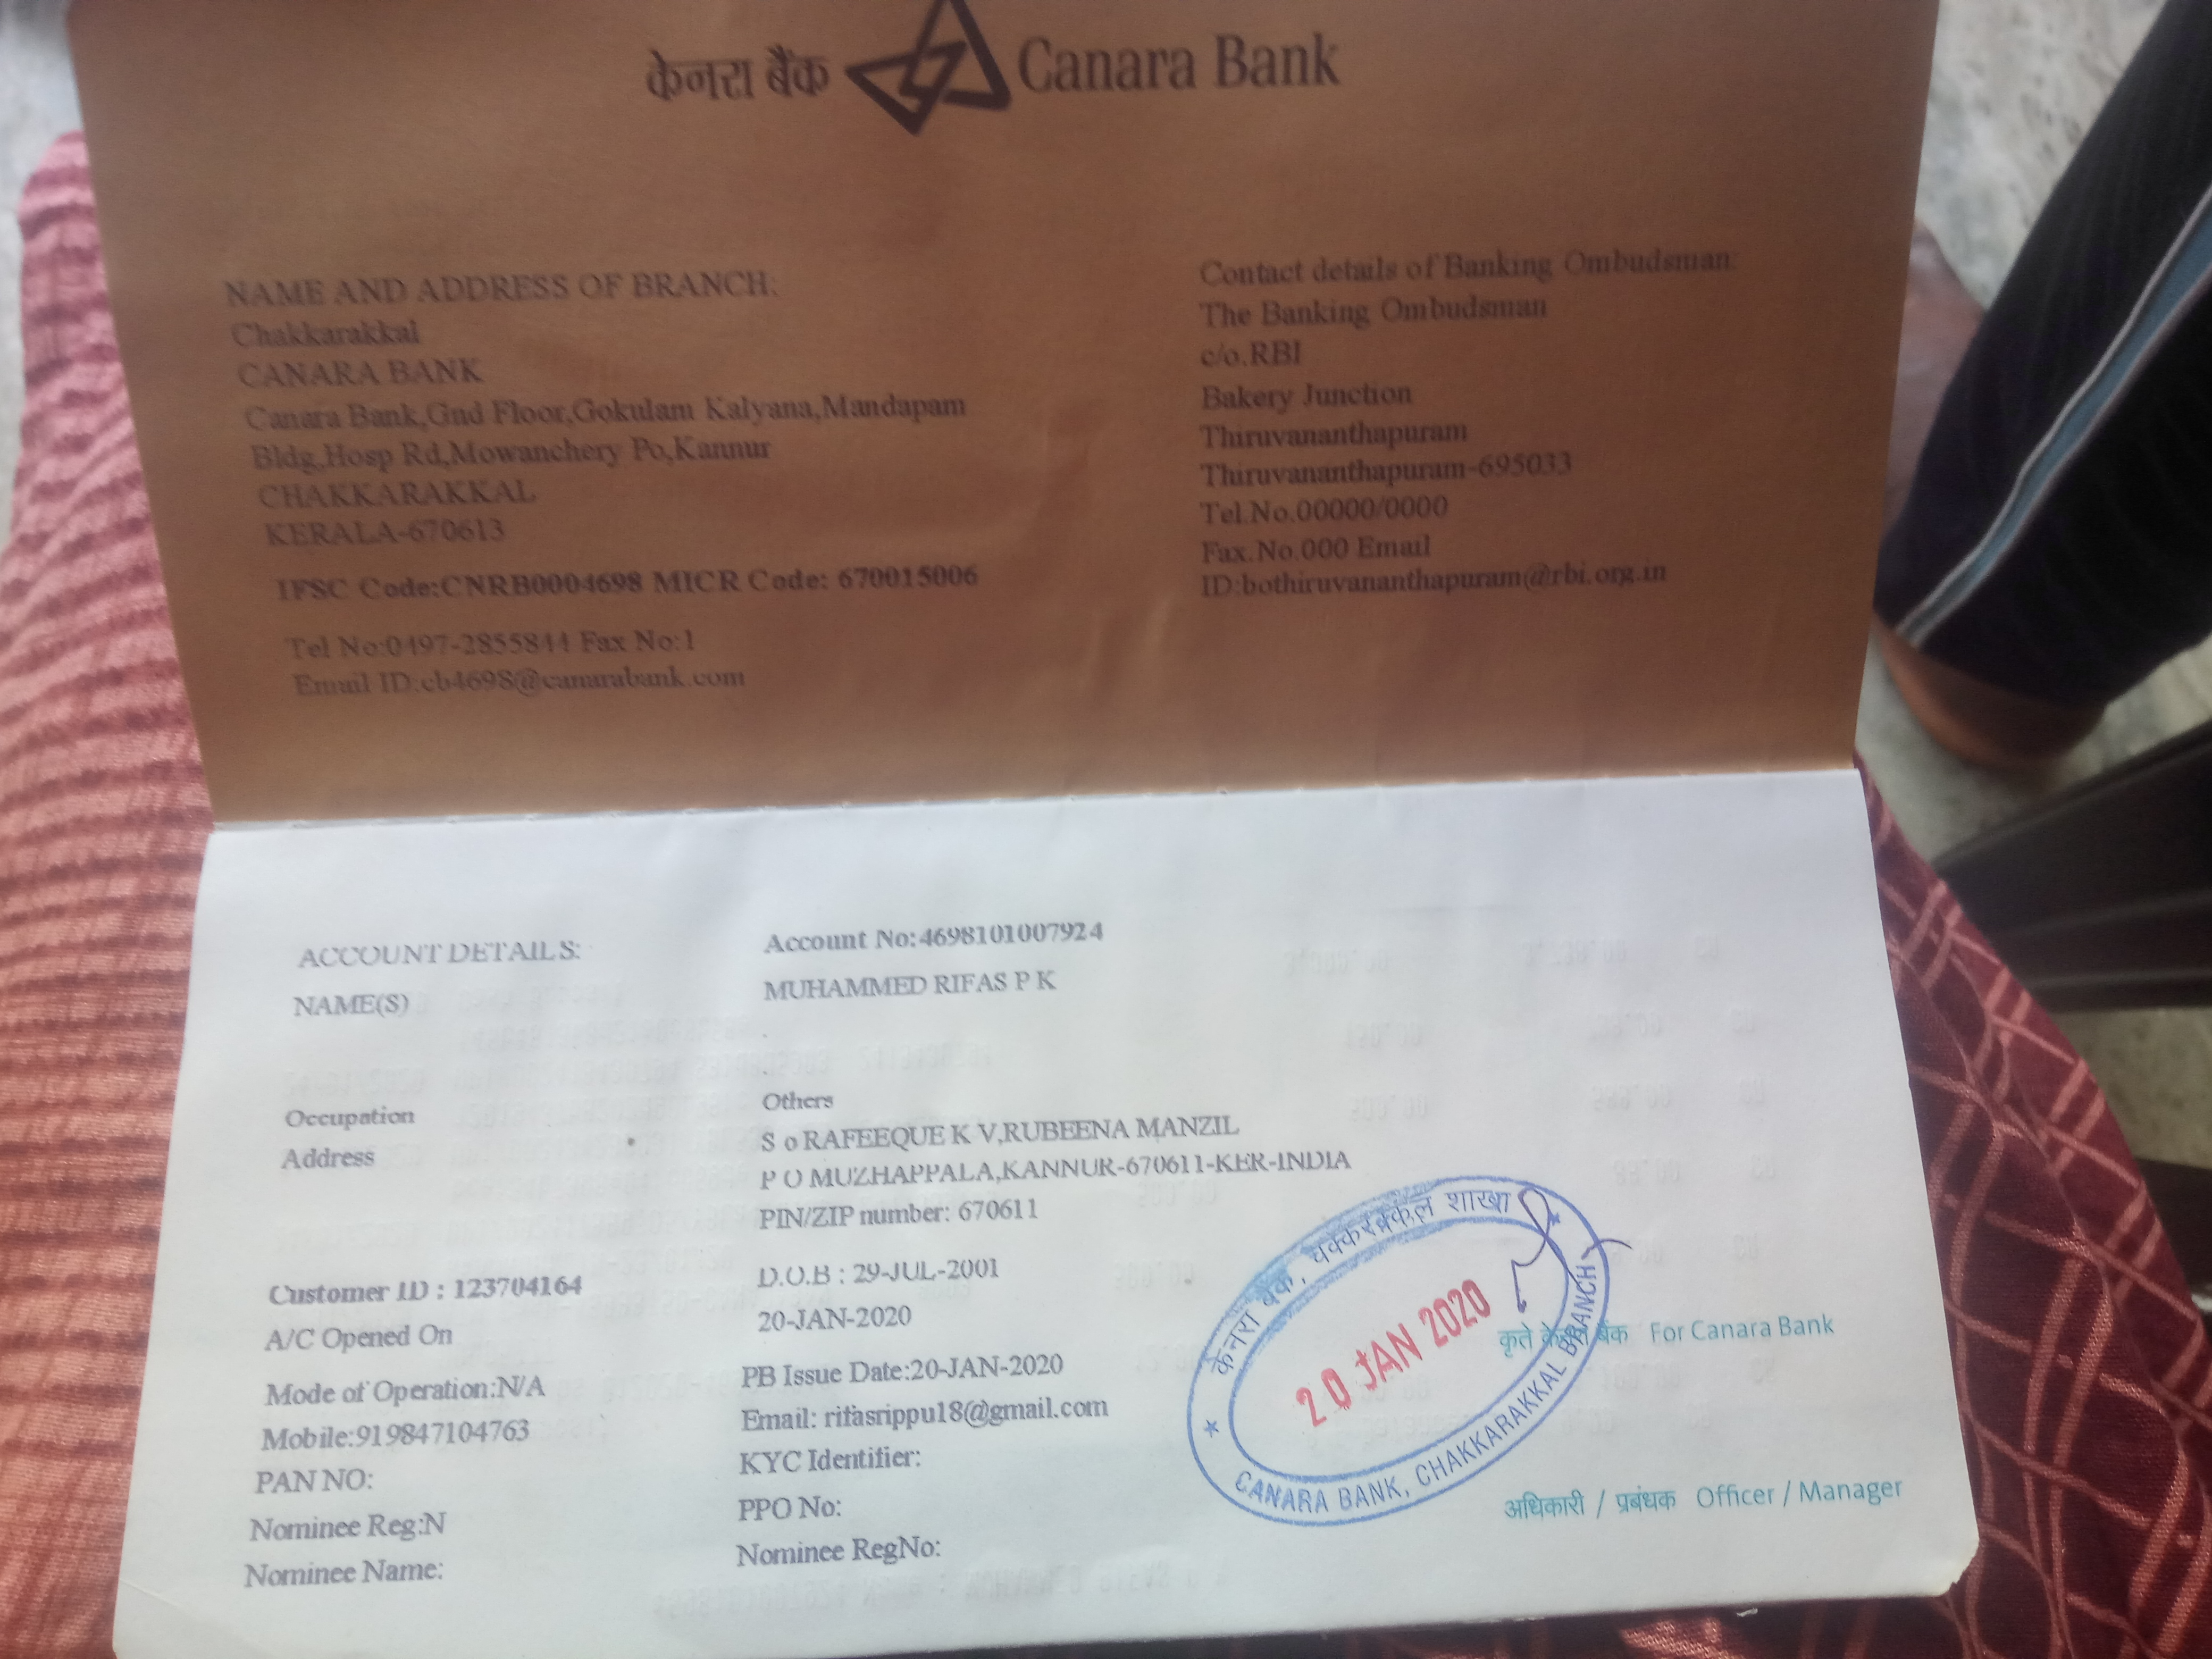 केनरा बैंक Canara Bank
NAME AND ADDRESS OF BRANCH:
Chakkarakkal
CANARA BANK
Canara Bank,Gnd Floor,Gokulam Kalyana,Mandapam
Bldg,Hosp Rd,Mowanchery Po,Kannur
CHAKKARAKKAL
KERALA-670613
IFSC Code:CNRB0004698 MICR Code: 670015006
Tel No:0497-2855844 Fax No:1
Email ID:cb4698@canarabank.com
Contact details of Banking Ombudsman:
The Banking Ombudsman
c/o.RBI
Bakery Junction
Thiruvananthapuram
Thiruvananthapuram-695033
Tel.No.00000/0000
Fax.No.000 Email
ID:bothiruvananthapuram@rbi.org.in
ACCOUNT DETAILS: Account No:4698101007924
NAME(S) MUHAMMED RIFAS P K
Occupation Others
Address S o RAFEEQUE K V,RUBEENA MANZIL
P O MUZHAPPALA,KANNUR-670611-KER-INDIA
PIN/ZIP number: 670611
Customer ID : 123704164 D.O.B : 29-JUL-2001
A/C Opened On 20-JAN-2020
Mode of Operation:N/A PB Issue Date:20-JAN-2020
Mobile:919847104763 Email: rifasrippu18@gmail.com
PAN NO: KYC Identifier:
Nominee Reg:N PPO No:
Nominee Name: Nominee RegNo:
केनरा बैंक, चक्करक्कल शाखा
20 JAN 2020
CANARA BANK, CHAKKARAKKAL BRANCH
कृते केनरा बैंक For Canara Bank
अधिकारी / प्रबंधक Officer / Manager